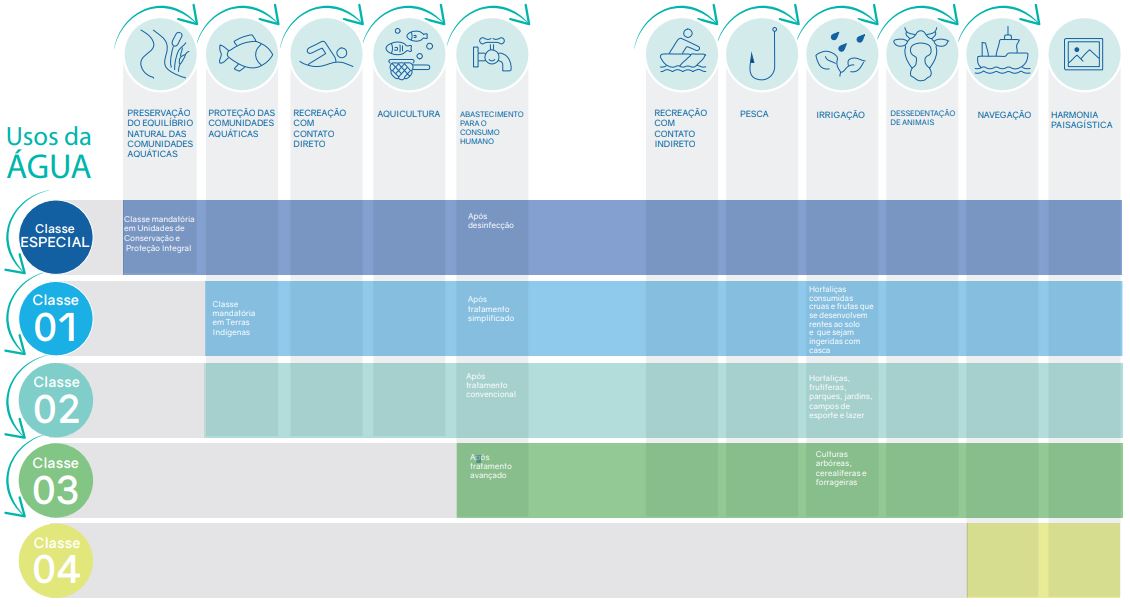 Usos da
ÁGUA
PRESERVAÇÃO
DO EQUILÍBRIO
NATURAL DAS
COMUNIDADES
AQUÁTICAS
PROTEÇÃO DAS
COMUNIDADES
AQUÁTICAS
RECREAÇÃO
COM
CONTATO
DIRETO
AQUICULTURA
ABASTECIMENTO
PARA O
CONSUMO
HUMANO
RECREAÇÃO
COM
CONTATO
INDIRETO
PESCA
IRRIGAÇÃO
DESSEDENTAÇÃO
DE ANIMAIS
NAVEGAÇÃO
HARMONIA
PAISAGÍSTICA
Classe
ESPECIAL
Classe mandatória
em Unidades de
Conservação e
Proteção Integral
Após
desinfecção
Classe
01
Classe
mandatória
em Terras
Indígenas
Após
tratamento
simplificado
Hortaliças
consumidas
cruas e frutas que
se desenvolvem
rentes ao solo
e que sejam
ingeridas com
casca
Classe
02
Após
tratamento
convencional
Hortaliças,
frutíferas,
parques, jardins,
campos de
esporte e lazer
Classe
03
Após
tratamento
avançado
Culturas
arbóreas,
cerealíferas e
forrageiras
Classe
04